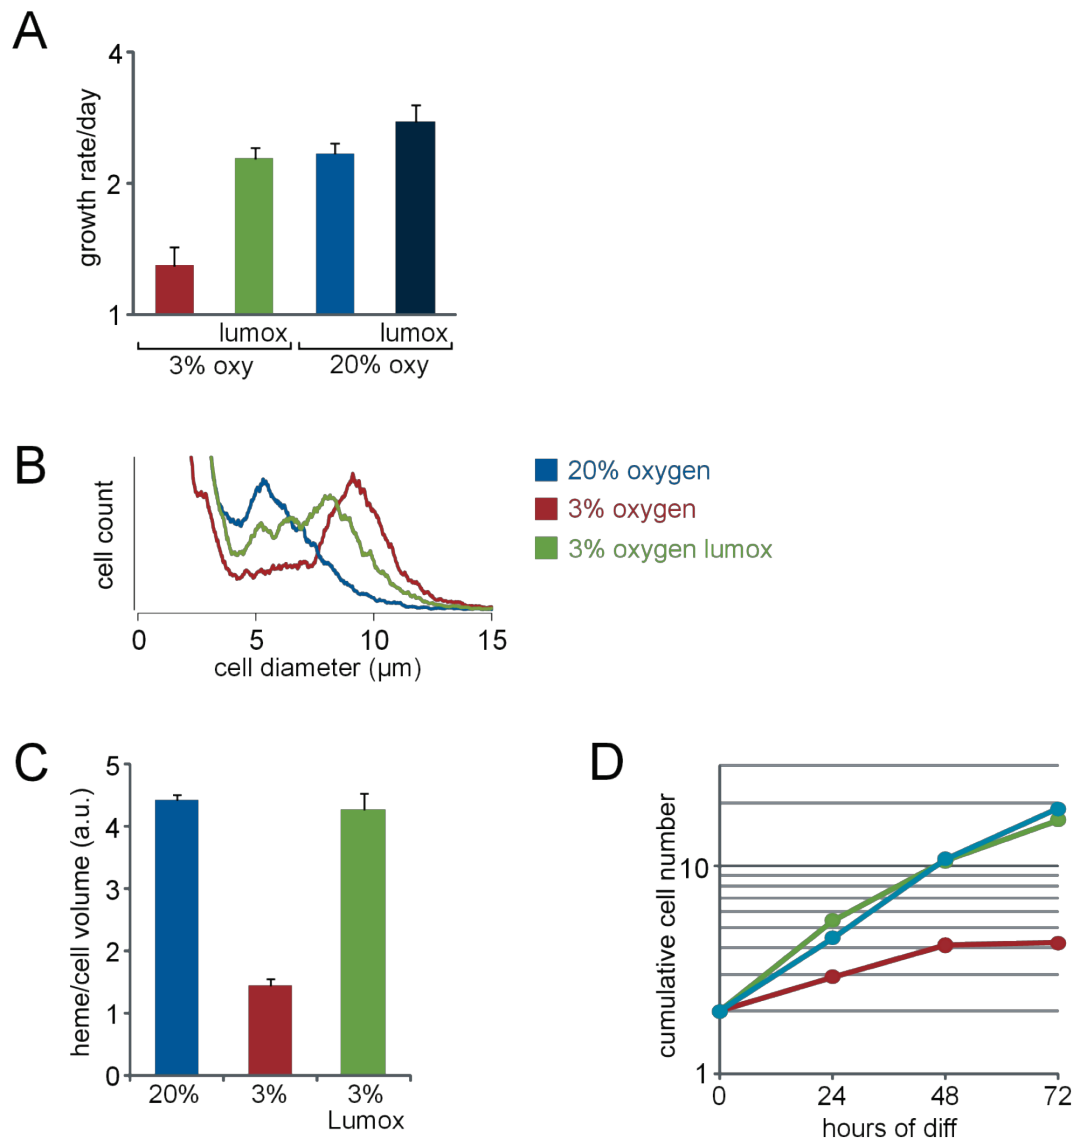 A
4
2
1
growth rate/day
lumox
lumox
3% oxy
20% oxy
B
cell count
0
5
10
15
cell diameter (µm)
20% oxygen
3% oxygen
3% oxygen lumox
C
5
4
3
2
1
0
heme/cell volume (a.u.)
20%
3%
3%
Lumox
D
10
1
cumulative cell number
0
24
48
72
hours of diff